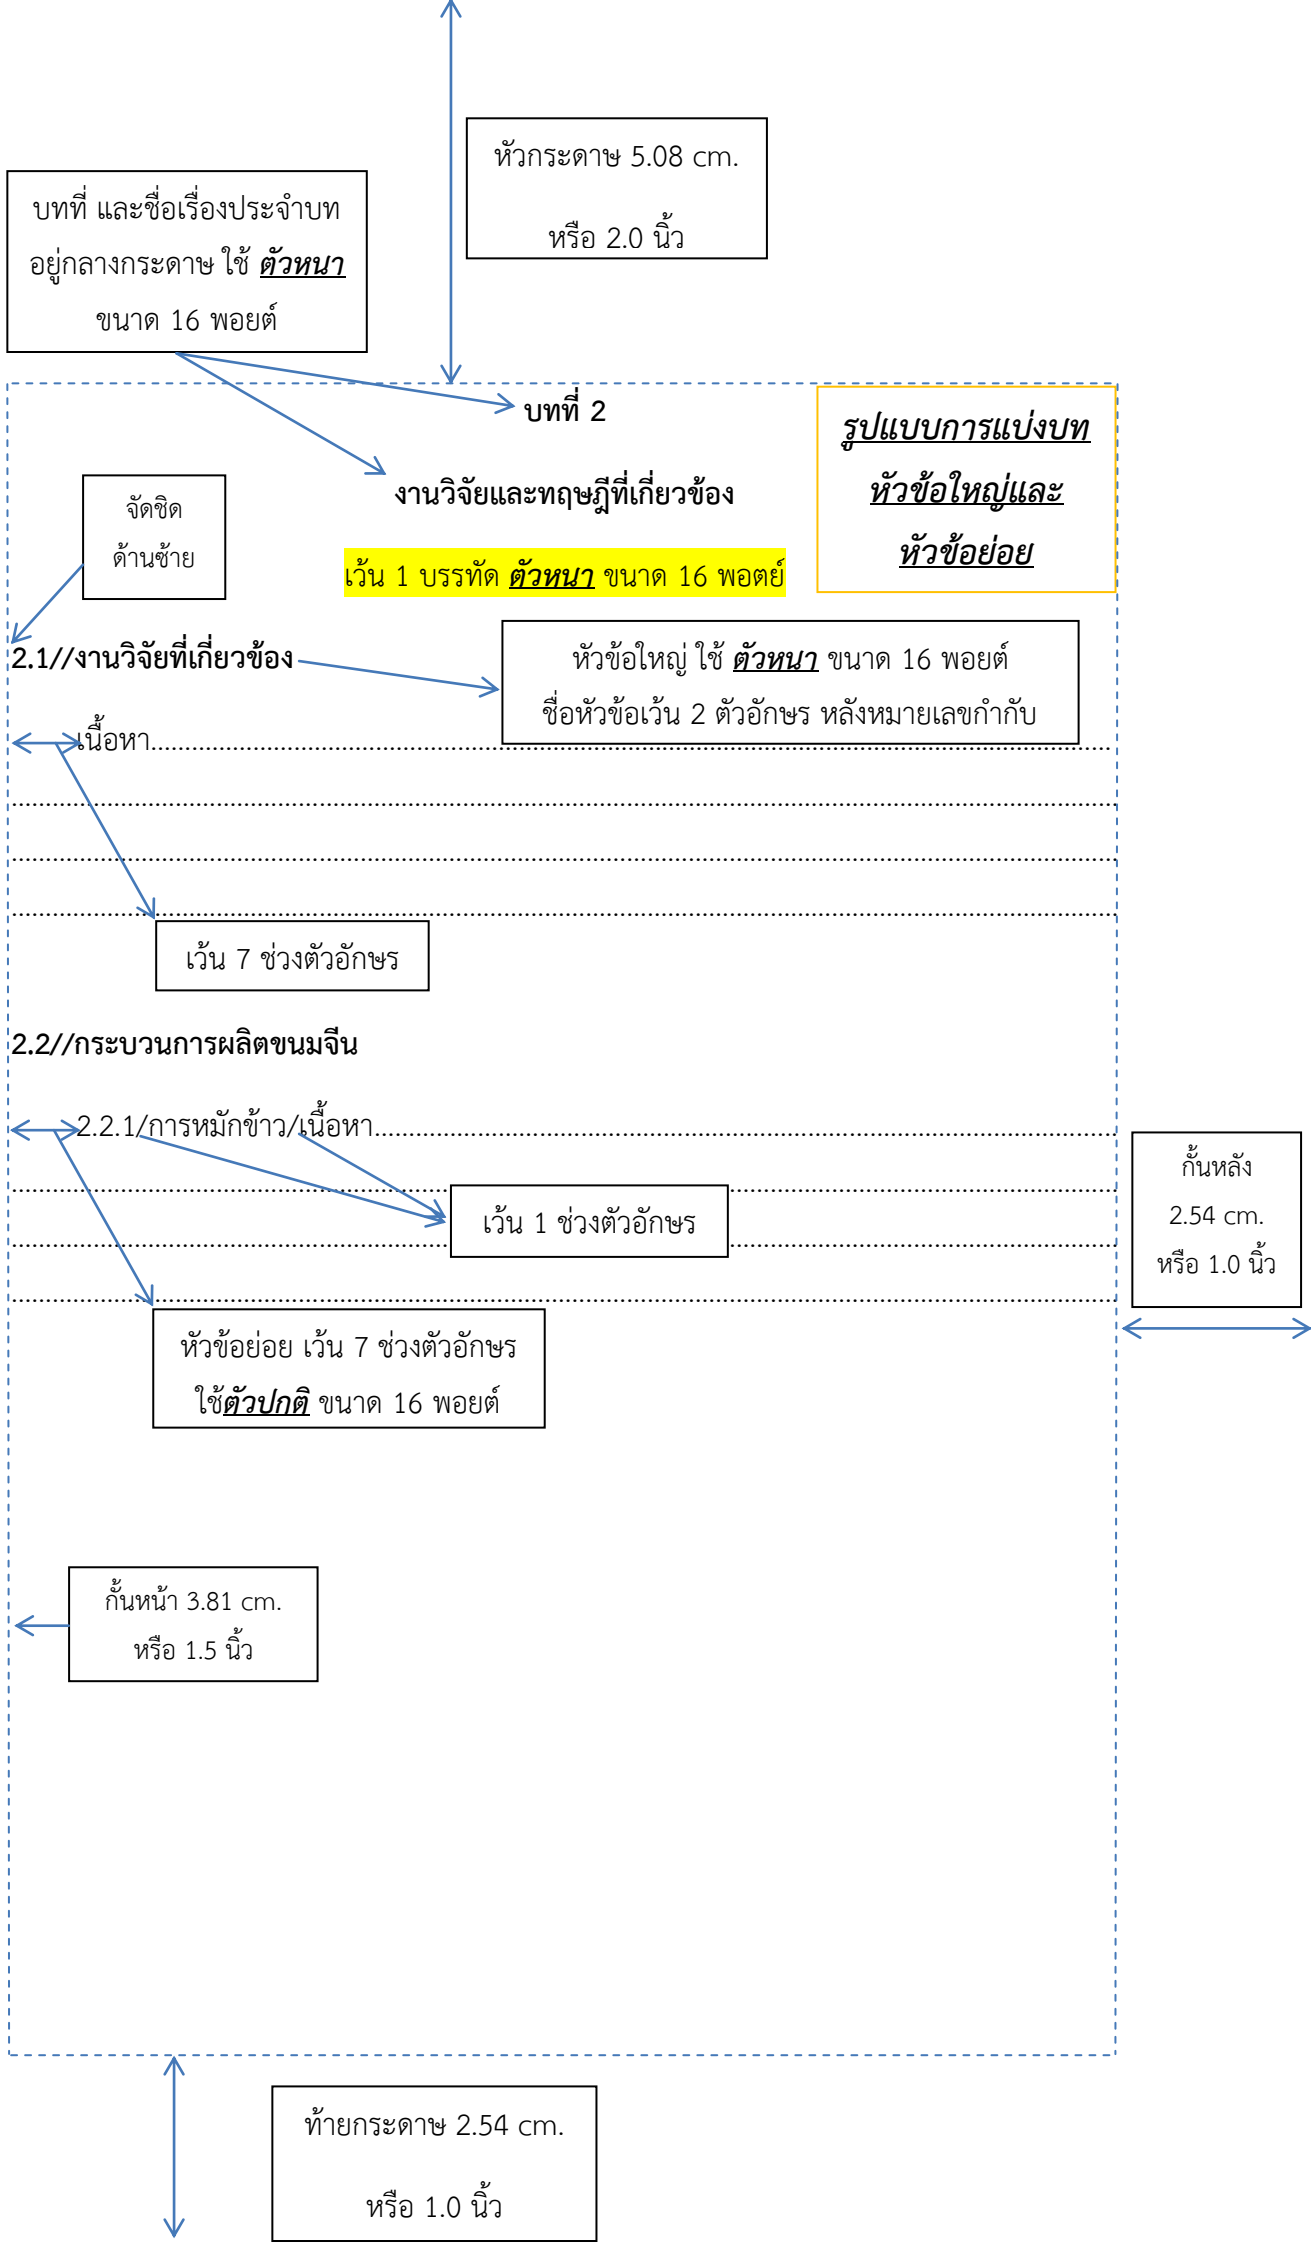 หัวกระดาษ 5.08 cm.
หรือ 2.0 นิ้ว
บทที่ และชื่อเรื่องประจำบท
อยู่กลางกระดาษ ใช้ ตัวหนา
ขนาด 16 พอยต์
บทที่ 2
รูปแบบการแบ่งบท
หัวข้อใหญ่และ
หัวข้อย่อย
งานวิจัยและทฤษฎีที่เกี่ยวข้อง
จัดชิด
ด้านซ้าย
เว้น 1 บรรทัด ตัวหนา ขนาด 16 พอตย์
2.1//งานวิจัยที่เกี่ยวข้อง
หัวข้อใหญ่ ใช้ ตัวหนา ขนาด 16 พอยต์
ชื่อหัวข้อเว้น 2 ตัวอักษร หลังหมายเลขกำกับ
เนื้อหา...............................................................................................................................
................................................................................................................................................
................................................................................................................................................
................................................................................................................................................
เว้น 7 ช่วงตัวอักษร
2.2//กระบวนการผลิตขนมจีน
2.2.1/การหมักข้าว/เนื้อหา..................................................................................................
................................................................................................................................................
เว้น 1 ช่วงตัวอักษร
................................................................................................................................................
................................................................................................................................................
กั้นหลัง
2.54 cm.
หรือ 1.0 นิ้ว
หัวข้อย่อย เว้น 7 ช่วงตัวอักษร
ใช้ตัวปกติ ขนาด 16 พอยต์
กั้นหน้า 3.81 cm.
หรือ 1.5 นิ้ว
ท้ายกระดาษ 2.54 cm.
หรือ 1.0 นิ้ว